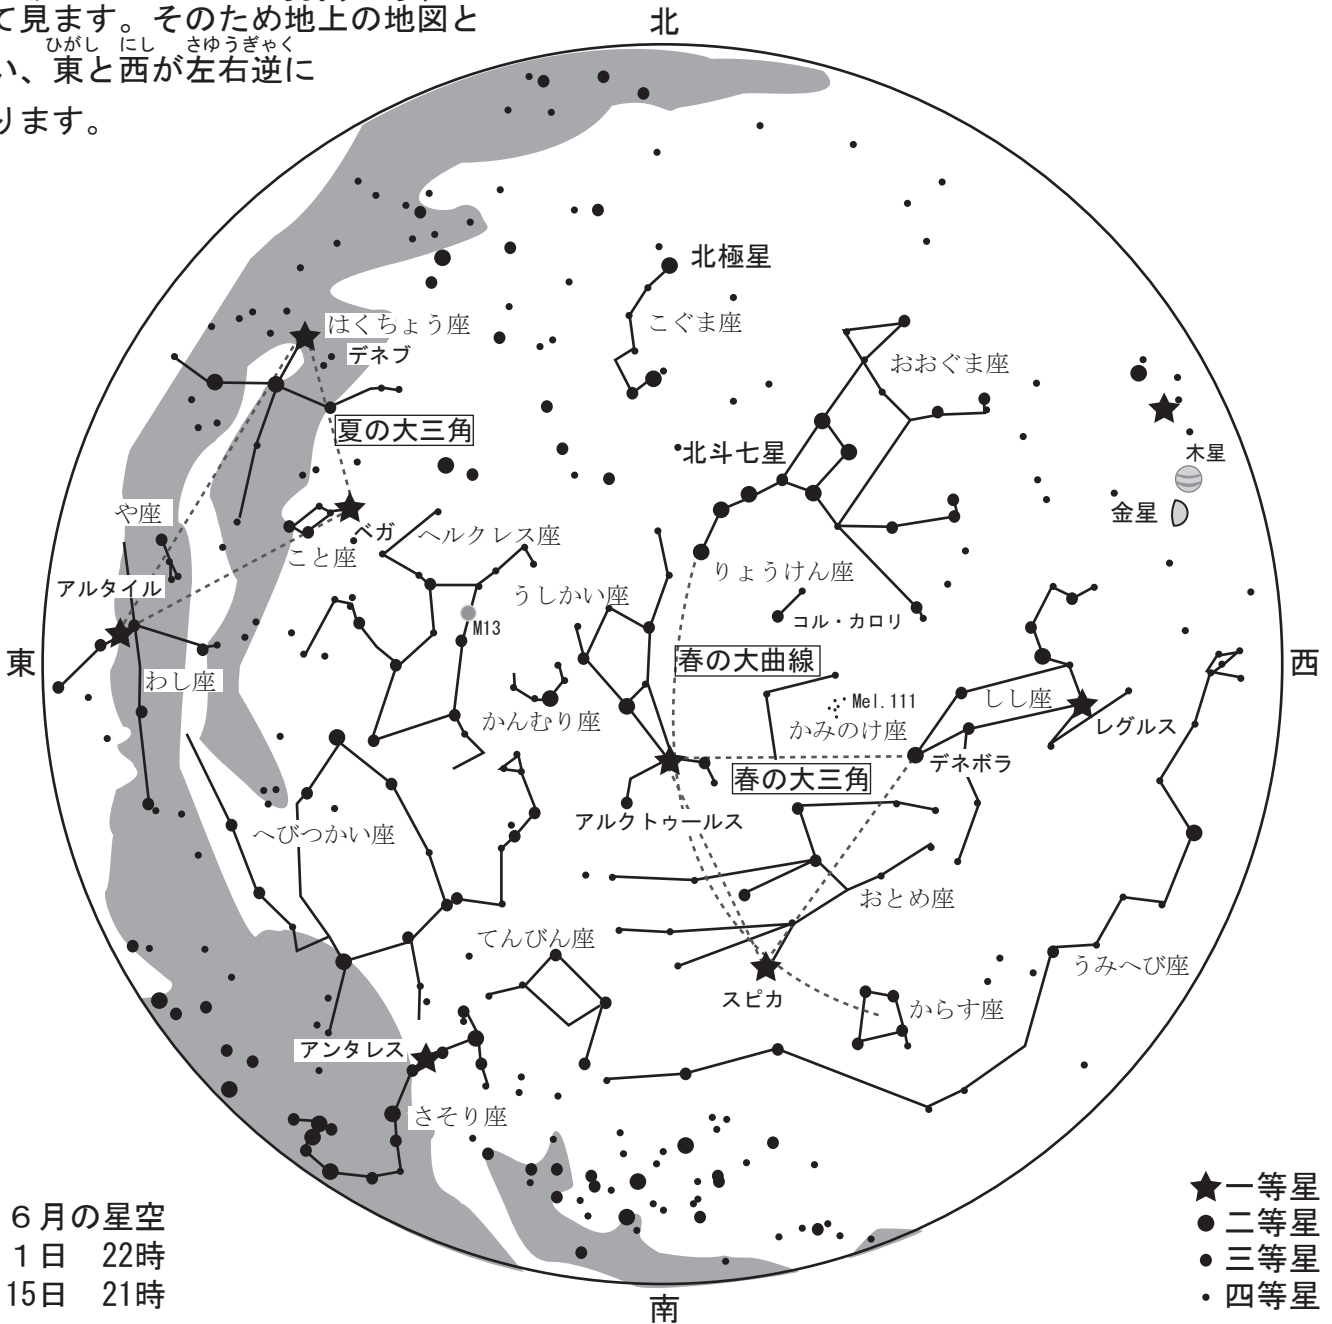 て見ます。そのため地上の地図と
ひがし にし さゆうぎゃく
い、東と西が左右逆に
ります。
北
北極星
こぐま座
はくちょう座
デネブ
おおぐま座
夏の大三角
北斗七星
木星
金星
や座
ベガ
こと座
ヘルクレス座
りょうけん座
アルタイル
うしかい座
コル・カロリ
M13
東
西
春の大曲線
わし座
しし座
Mel.111
かんむり座
かみのけ座
レグルス
デネボラ
春の大三角
アルクトゥールス
へびつかい座
おとめ座
てんびん座
うみへび座
スピカ
からす座
アンタレス
さそり座
南
6月の星空
1日 22時
15日 21時
★一等星
●二等星
●三等星
・四等星